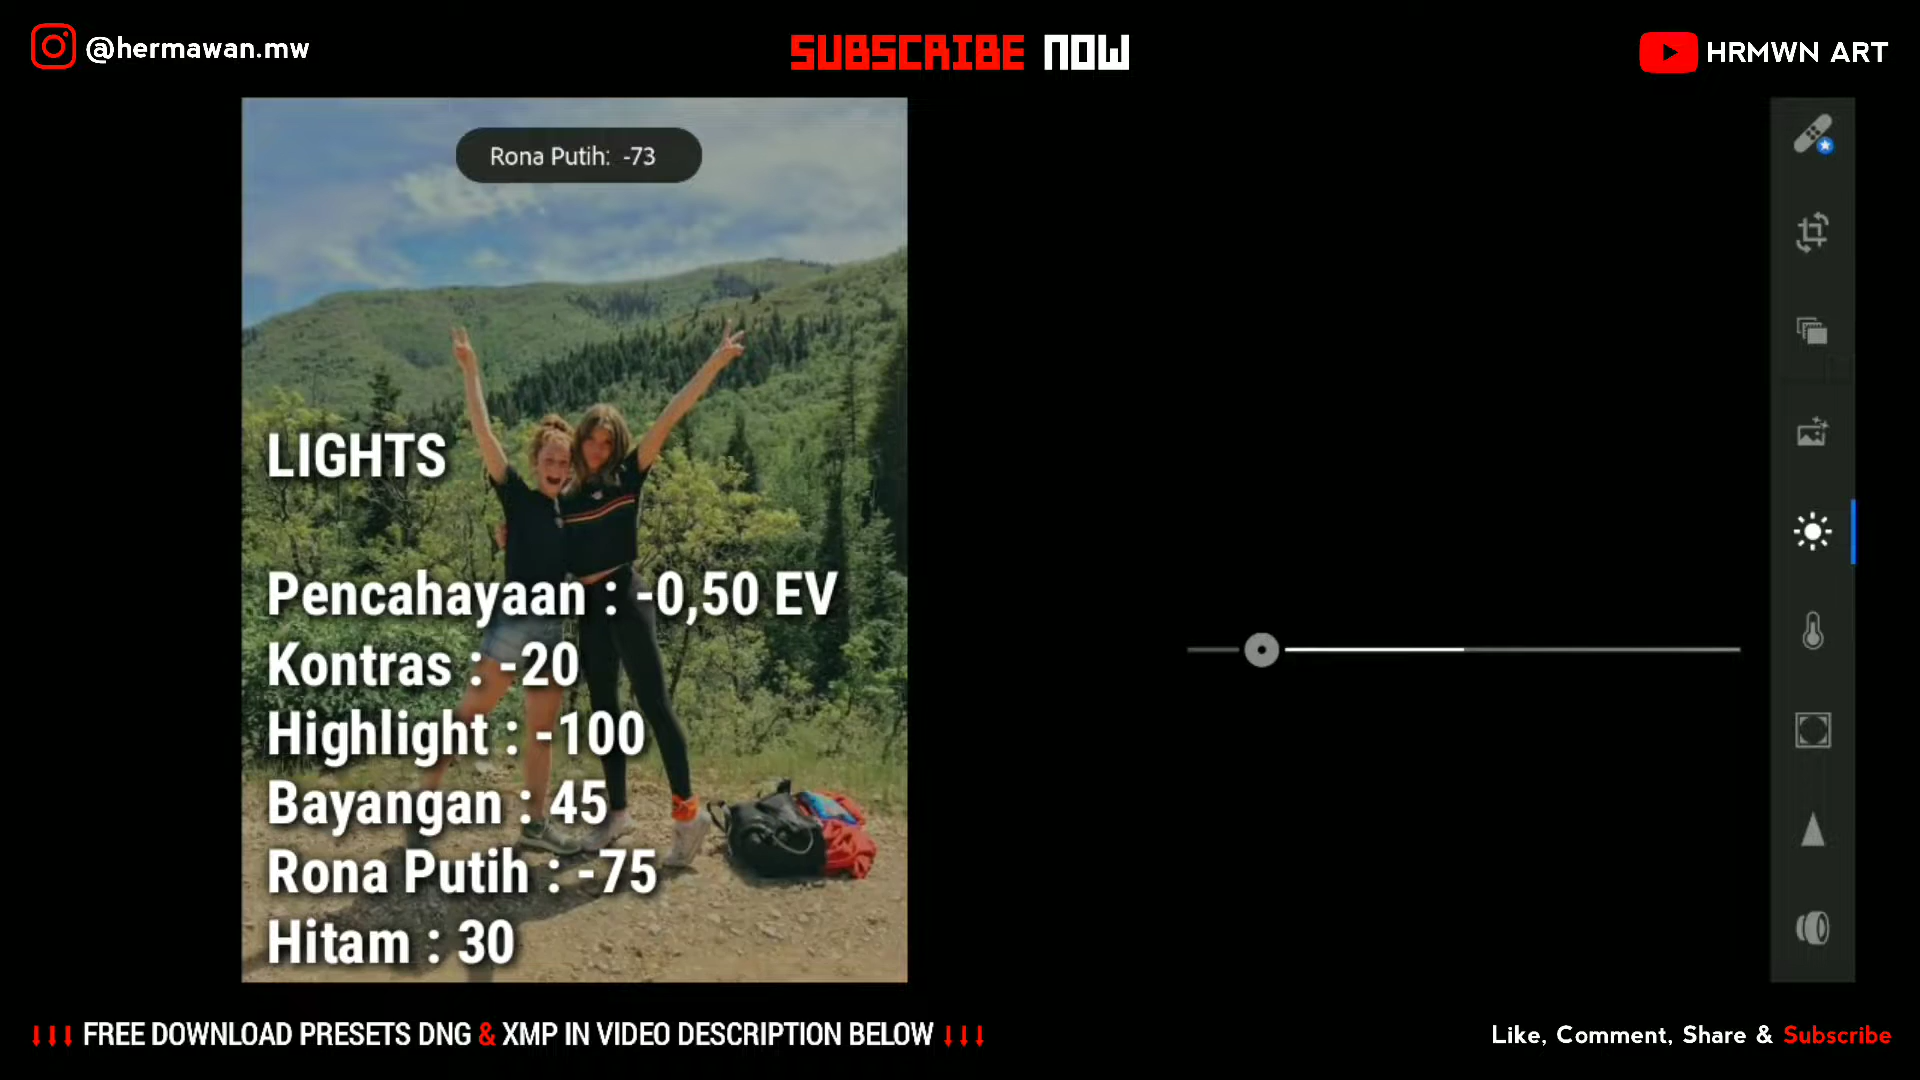 @hermawan.mw
SUBSCRIBE NOW
HRMWN ART
Rona Putih: -73
LIGHTS
Pencahayaan : -0,50 EV
Kontras : -20
Highlight : -100
Bayangan : 45
Rona Putih : -75
Hitam : 30
↓↓↓ FREE DOWNLOAD PRESETS DNG & XMP IN VIDEO DESCRIPTION BELOW ↓↓↓
Like, Comment, Share & Subscribe